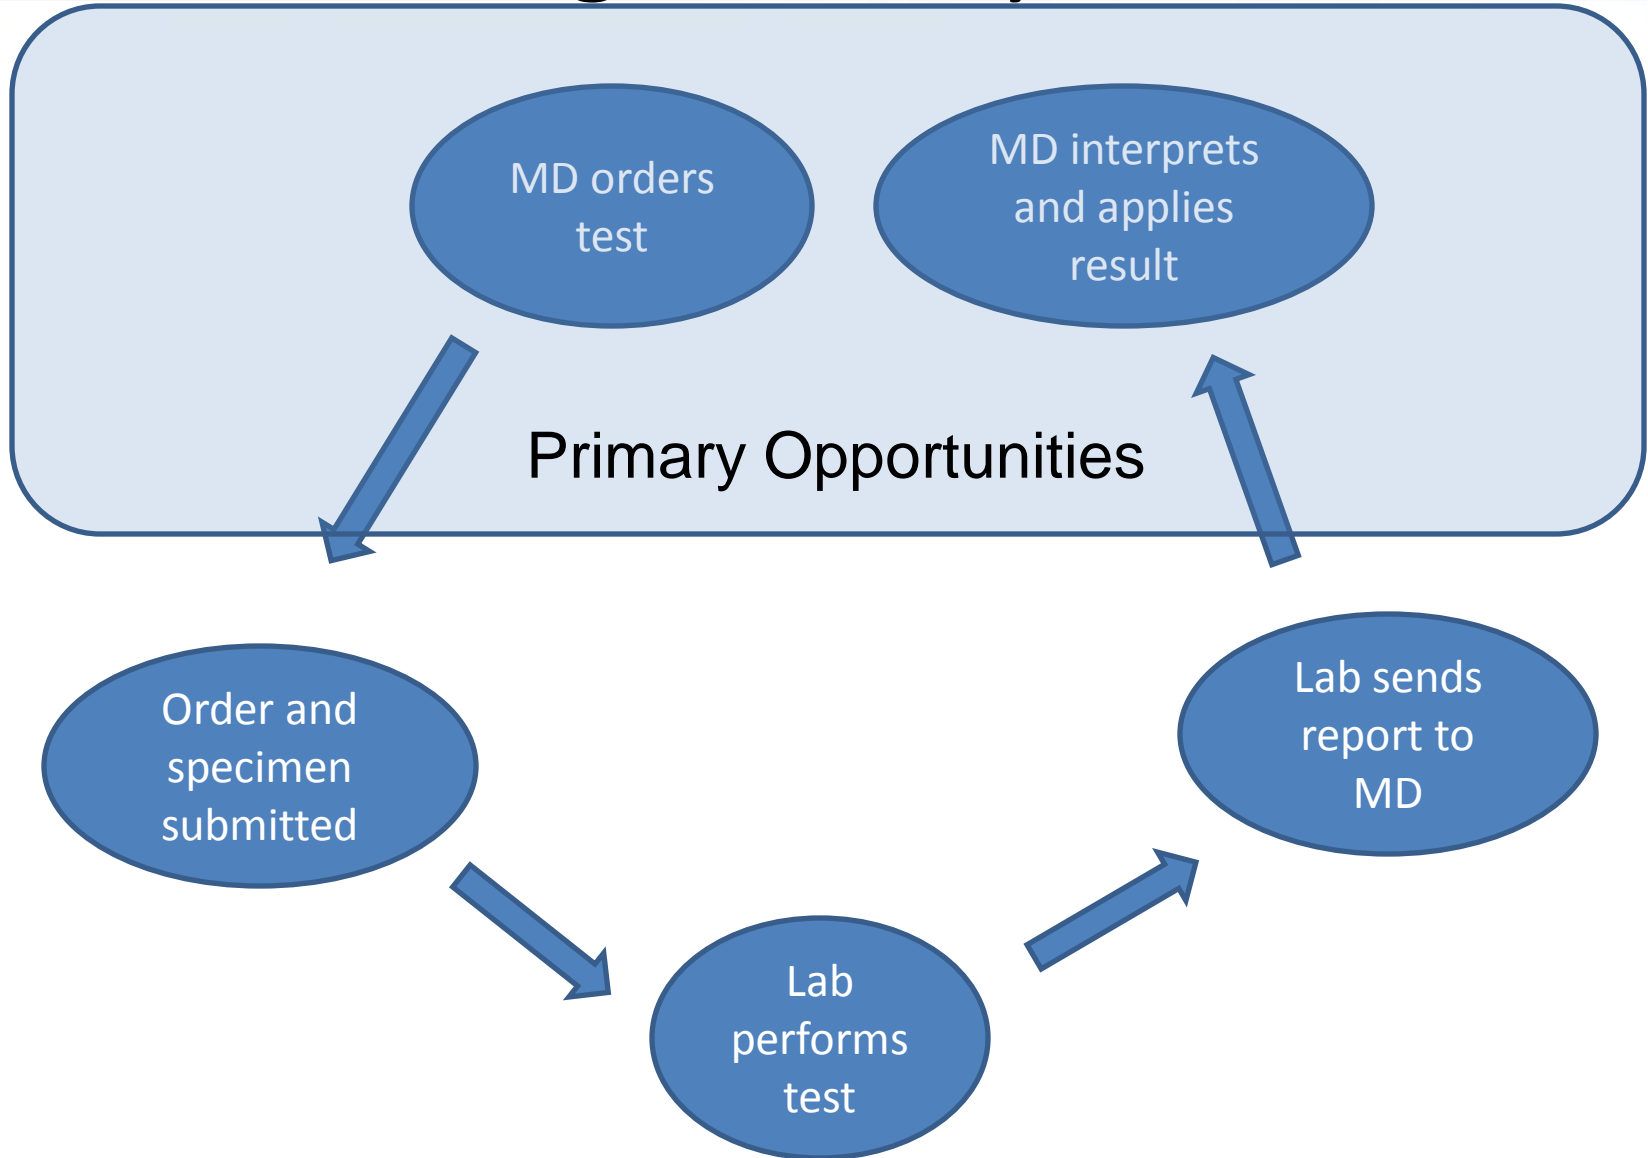 MD orders
test
MD interprets
and applies
result
Primary Opportunities
Order and
specimen
submitted
Lab sends
report to
MD
Lab
performs
test